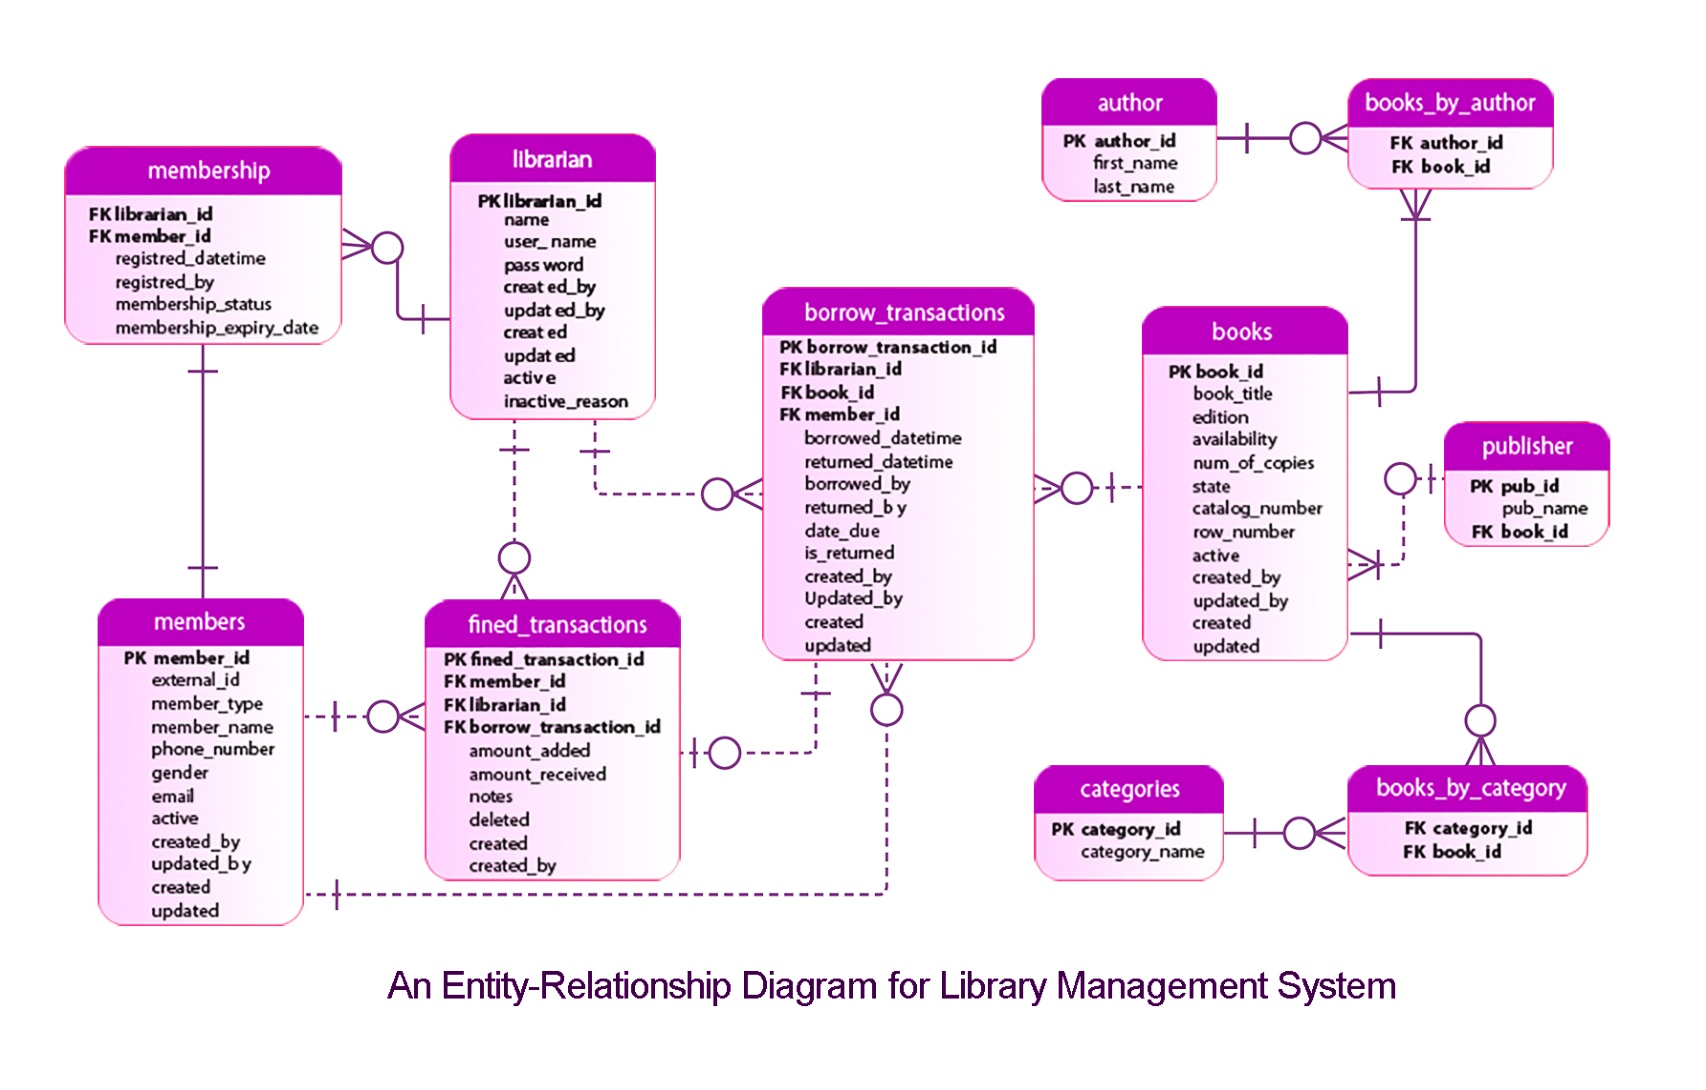 author
PK author_id
first_name
last_name
books_by_author
FK author_id
FK book_id
membership
FK librarian_id
FK member_id
registred_datetime
registred_by
membership_status
membership_expiry_date
librarian
PK librarian_id
name
user_ name
pass word
creat ed_by
updat ed_by
creat ed
updat ed
activ e
inactive_reason
borrow_transactions
PK borrow_transaction_id
FK librarian_id
FK book_id
FK member_id
borrowed_datetime
returned_datetime
borrowed_by
returned_b y
date_due
is_returned
created_by
Updated_by
created
updated
books
PK book_id
book_title
edition
availability
num_of_copies
state
catalog_number
row_number
active
created_by
updated_by
created
updated
publisher
PK pub_id
pub_name
FK book_id
members
PK member_id
external_id
member_type
member_name
phone_number
gender
email
active
created_by
updated_b y
created
updated
fined_transactions
PK fined_transaction_id
FK member_id
FK librarian_id
FK borrow_transaction_id
amount_added
amount_received
notes
deleted
created
created_by
categories
PK category_id
category_name
books_by_category
FK category_id
FK book_id
An Entity-Relationship Diagram for Library Management System